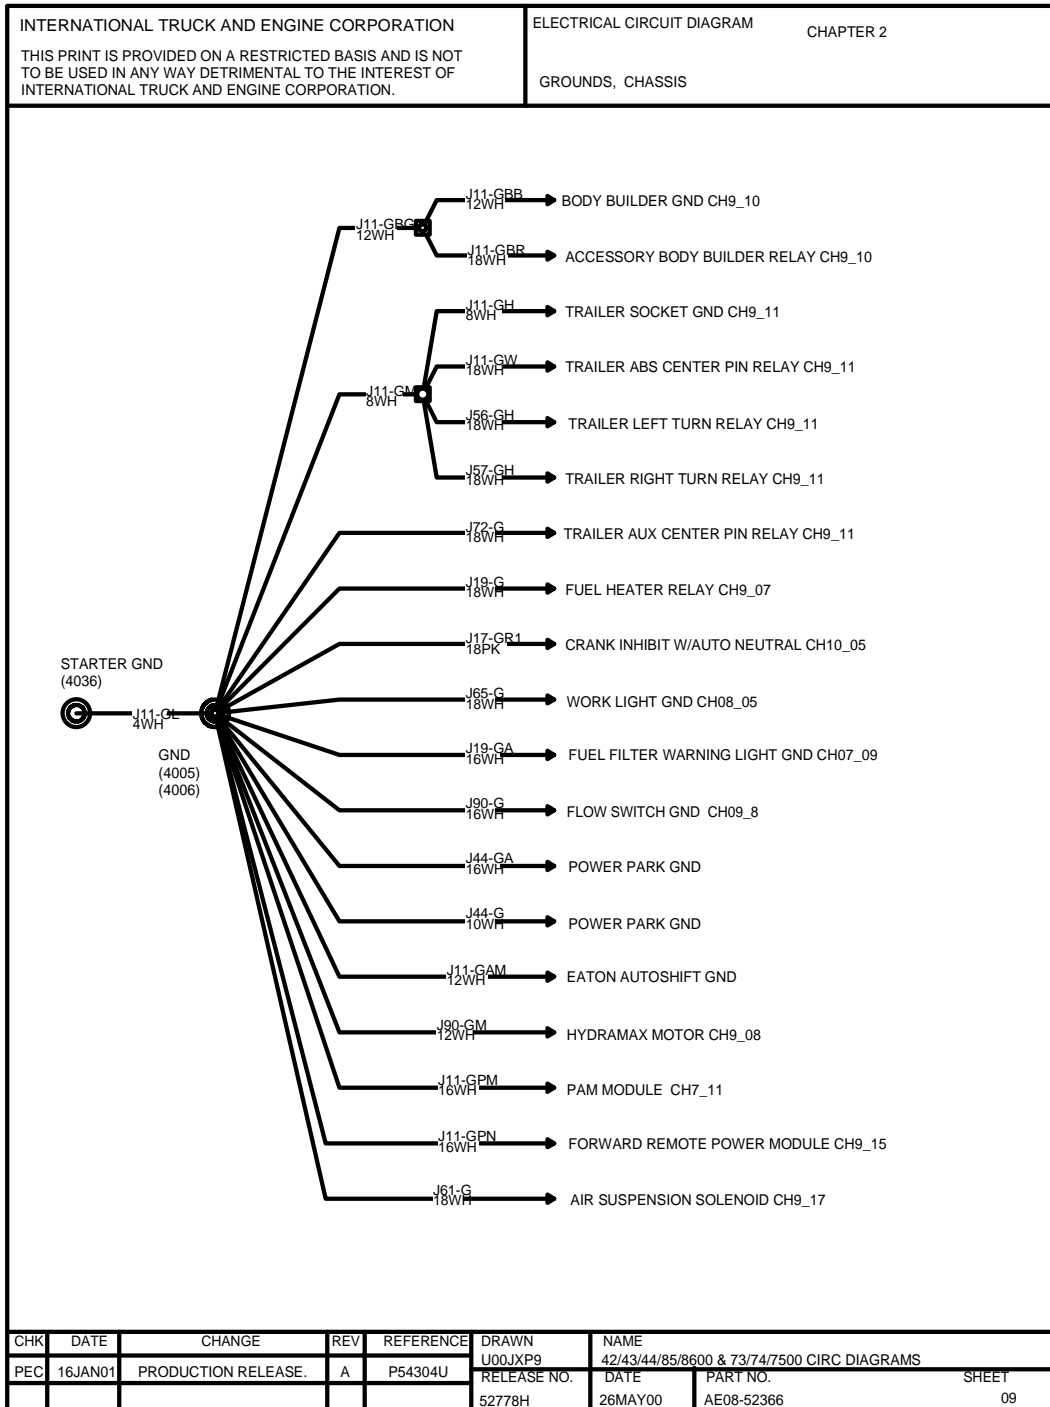 INTERNATIONAL TRUCK AND ENGINE CORPORATION
THIS PRINT IS PROVIDED ON A RESTRICTED BASIS AND IS NOT
TO BE USED IN ANY WAY DETRIMENTAL TO THE INTEREST OF
INTERNATIONAL TRUCK AND ENGINE CORPORATION.
ELECTRICAL CIRCUIT DIAGRAM
CHAPTER 2
GROUNDS, CHASSIS
J11-GBB
12WH
BODY BUILDER GND CH9_10
J11-GBG
12WH
J11-GBR
18WH
ACCESSORY BODY BUILDER RELAY CH9_10
J11-GH
8WH
TRAILER SOCKET GND CH9_11
J11-GW
18WH
TRAILER ABS CENTER PIN RELAY CH9_11
J11-GM
8WH
J56-GH
18WH
TRAILER LEFT TURN RELAY CH9_11
J57-GH
18WH
TRAILER RIGHT TURN RELAY CH9_11
J72-G
18WH
TRAILER AUX CENTER PIN RELAY CH9_11
J19-G
18WH
FUEL HEATER RELAY CH9_07
J17-GR1
18PK
CRANK INHIBIT W/AUTO NEUTRAL CH10_05
STARTER GND
(4036)
J65-G
18WH
WORK LIGHT GND CH08_05
J11-GL
4WH
GND
(4005)
(4006)
J19-GA
16WH
FUEL FILTER WARNING LIGHT GND CH07_09
J90-G
16WH
FLOW SWITCH GND CH09_8
J44-GA
16WH
POWER PARK GND
J44-G
10WH
POWER PARK GND
J11-GAM
12WH
EATON AUTOSHIFT GND
J90-GM
12WH
HYDRAMAX MOTOR CH9_08
J11-GPM
16WH
PAM MODULE CH7_11
J11-GPN
16WH
FORWARD REMOTE POWER MODULE CH9_15
J61-G
18WH
AIR SUSPENSION SOLENOID CH9_17
CHK DATE CHANGE REV REFERENCE
PEC 16JAN01 PRODUCTION RELEASE. A P54304U
DRAWN
U00JXP9
NAME
42/43/44/85/8600 & 73/74/7500 CIRC DIAGRAMS
RELEASE NO. DATE PART NO. SHEET
52778H 26MAY00 AE08-52366 09